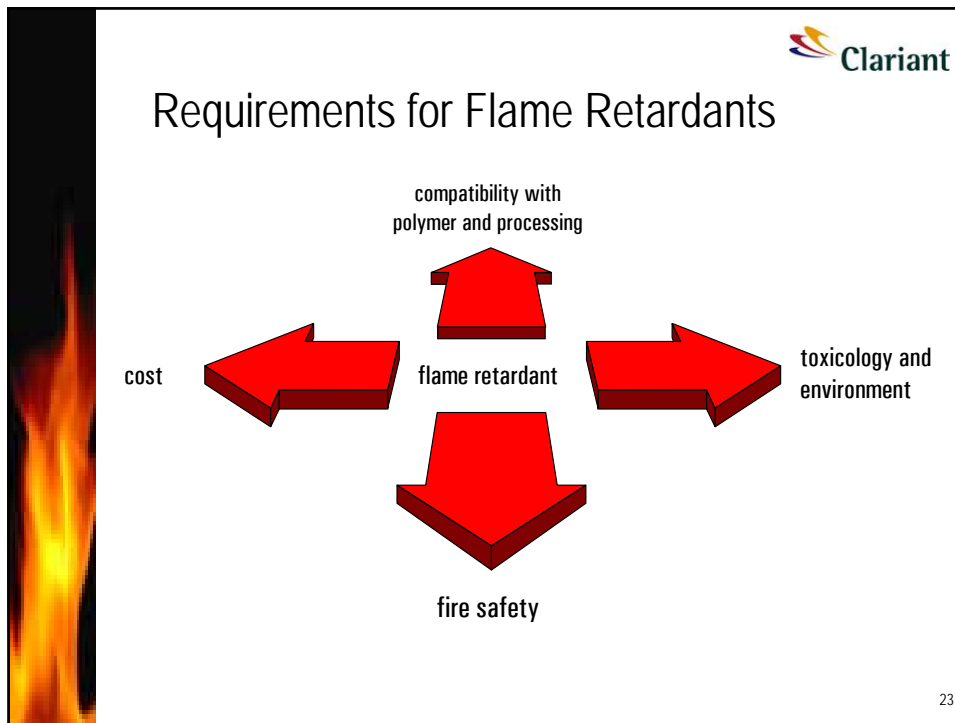 Clariant
Requirements for Flame Retardants
compatibility with
polymer and processing
cost
flame retardant
toxicology and
environment
fire safety
23